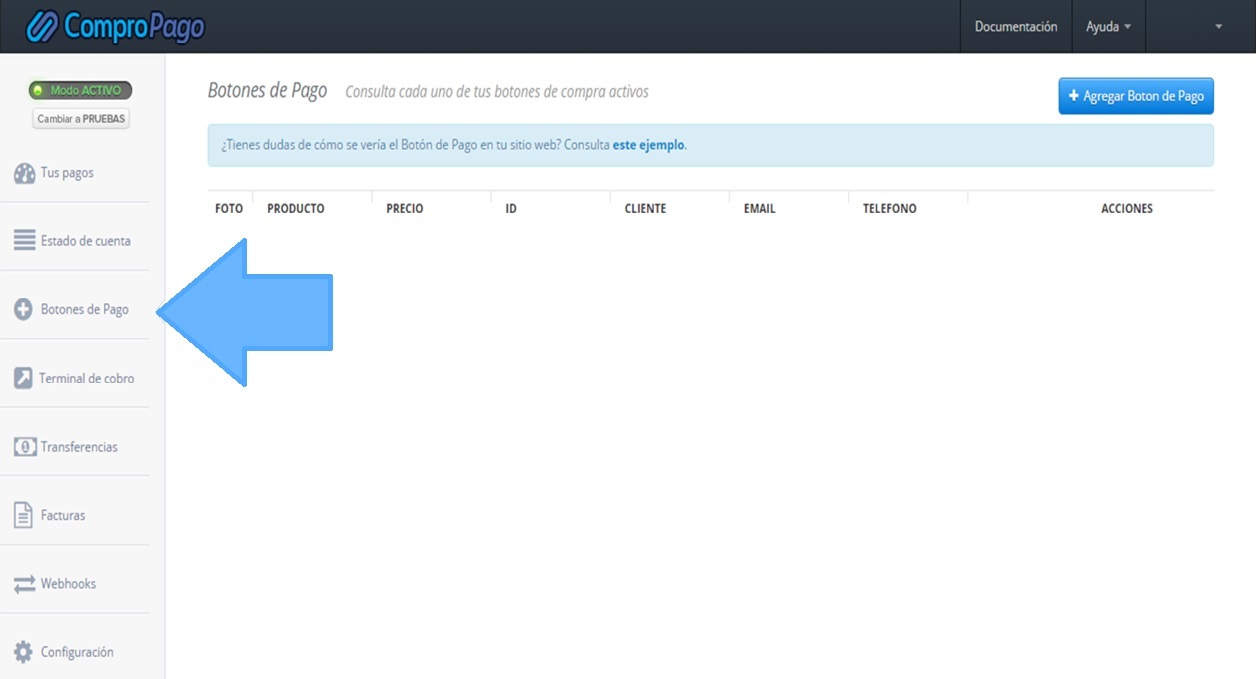 ComproPago
Documentación
Ayuda
Modo ACTIVO
Cambiar a PRUEBAS
Tus pagos
Estado de cuenta
Botones de Pago
Terminal de cobro
Transferencias
Facturas
Webhooks
Configuración
Botones de Pago Consulta cada uno de tus botones de compra activos
+ Agregar Boton de Pago
¿Tienes dudas de cómo se vería el Botón de Pago en tu sitio web? Consulta este ejemplo.
FOTO PRODUCTO PRECIO ID CLIENTE EMAIL TELEFONO ACCIONES